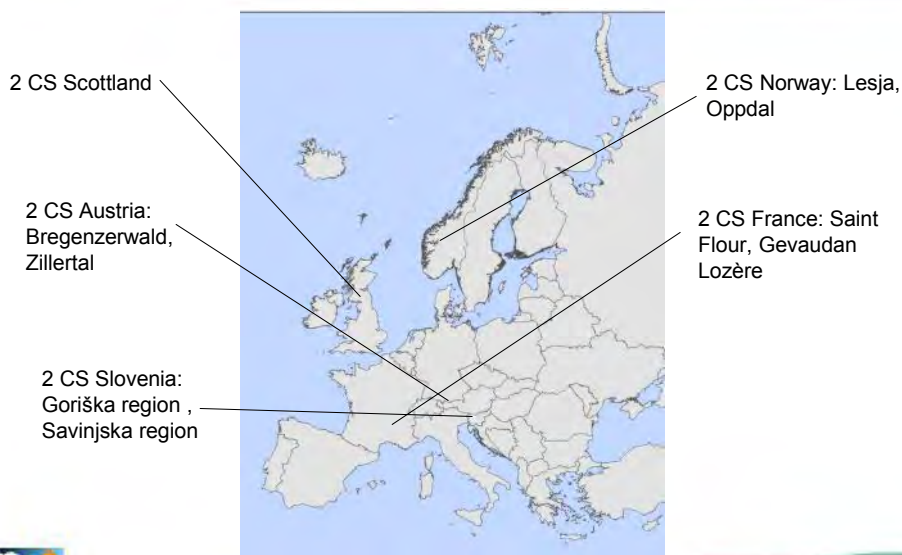 2 CS Scottland
2 CS Norway: Lesja,
Oppdal
2 CS Austria:
Bregenzerwald,
Zillertal
2 CS France: Saint
Flour, Gevaudan
Lozère
2 CS Slovenia:
Goriška region ,
Savinjska region